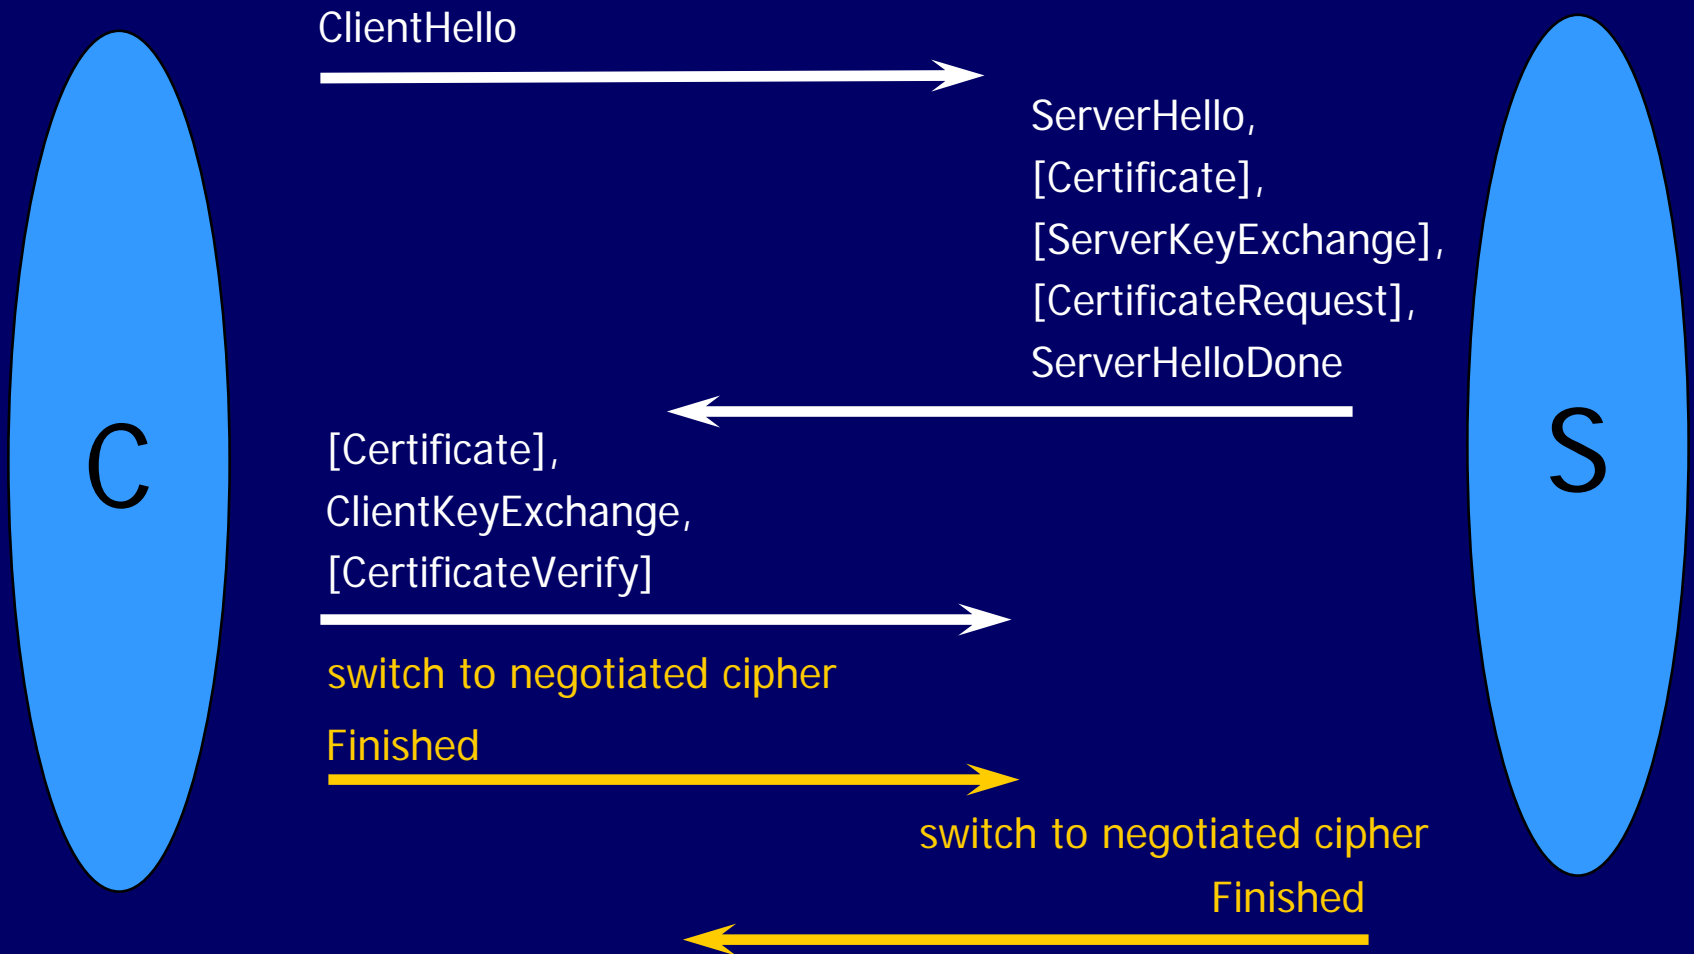 ClientHello
ServerHello,
[Certificate],
[ServerKeyExchange],
[CertificateRequest],
ServerHelloDone
C
S
[Certificate],
ClientKeyExchange,
[CertificateVerify]
switch to negotiated cipher
Finished
switch to negotiated cipher
Finished